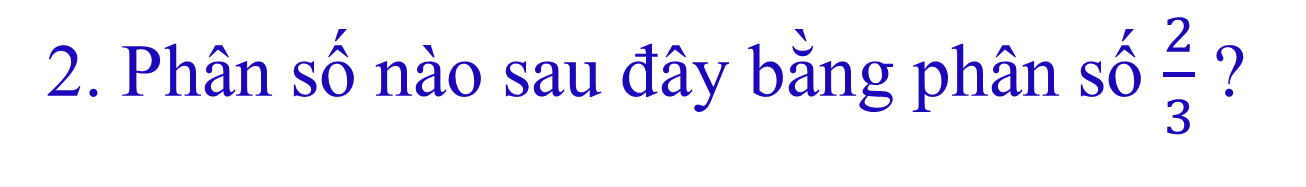 2. Phân số nào sau đây bằng phân số 2/3 ?